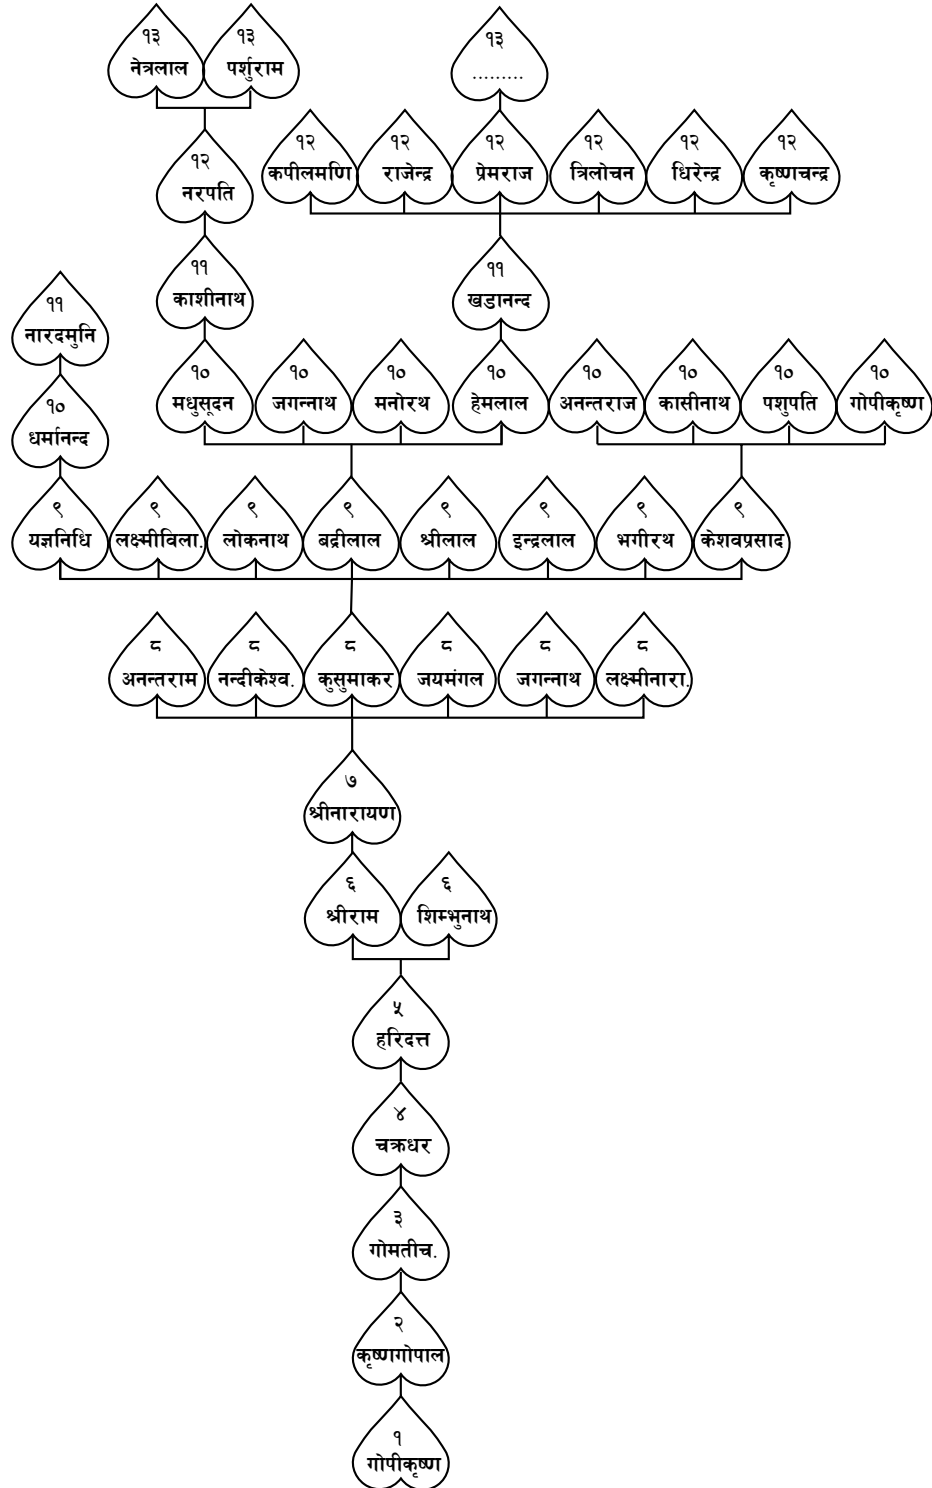 १३ १३ १३
नेत्रलाल पर्शुराम .........
१२ १२ १२ १२ १२ १२ १२
नरपति कपीलमणि राजेन्द्र प्रेमराज त्रिलोचन धिरेन्द्र कृष्णचन्द्र
११ ११
काशीनाथ खडानन्द
११
नारदमुनि
१० १० १० १० १० १० १० १०
मधुसूदन जगन्नाथ मनोरथ हेमलाल अनन्तराज कासीनाथ पशुपति गोपीकृष्ण
१०
धर्मानन्द
९ ९ ९ ९ ९ ९ ९ ९
यज्ञनिधि लक्ष्मीविला. लोकनाथ बद्रीलाल श्रीलाल इन्द्रलाल भगीरथ केशवप्रसाद
८ ८ ८ ८ ८ ८
अनन्तराम नन्दीकेश्व. कुसुमाकर जयमंगल जगन्नाथ लक्ष्मीनारा.
७
श्रीनारायण
६ ६
श्रीराम शिम्भुनाथ
५
हरिदत्त
४
चक्रधर
३
गोमतीच.
२
कृष्णगोपाल
१
गोपीकृष्ण